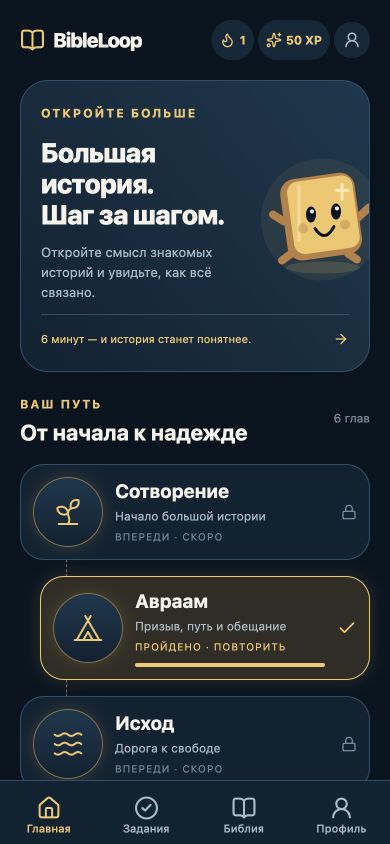 BibleLoop
1
50 XP
ОТКРОЙТЕ БОЛЬШЕ
Большая
история.
Шаг за шагом.
Откройте смысл знакомых
историй и увидьте, как всё
связано.
6 минут — и история станет понятнее.
ВАШ ПУТЬ
От начала к надежде
6 глав
Сотворение
Начало большой истории
ВПЕРЕДИ · СКОРО
Авраам
Призыв, путь и обещание
ПРОЙДЕНО · ПОВТОРИТЬ
Исход
Дорога к свободе
ВПЕРЕДИ · СКОРО
Главная
Задания
Библия
Профиль